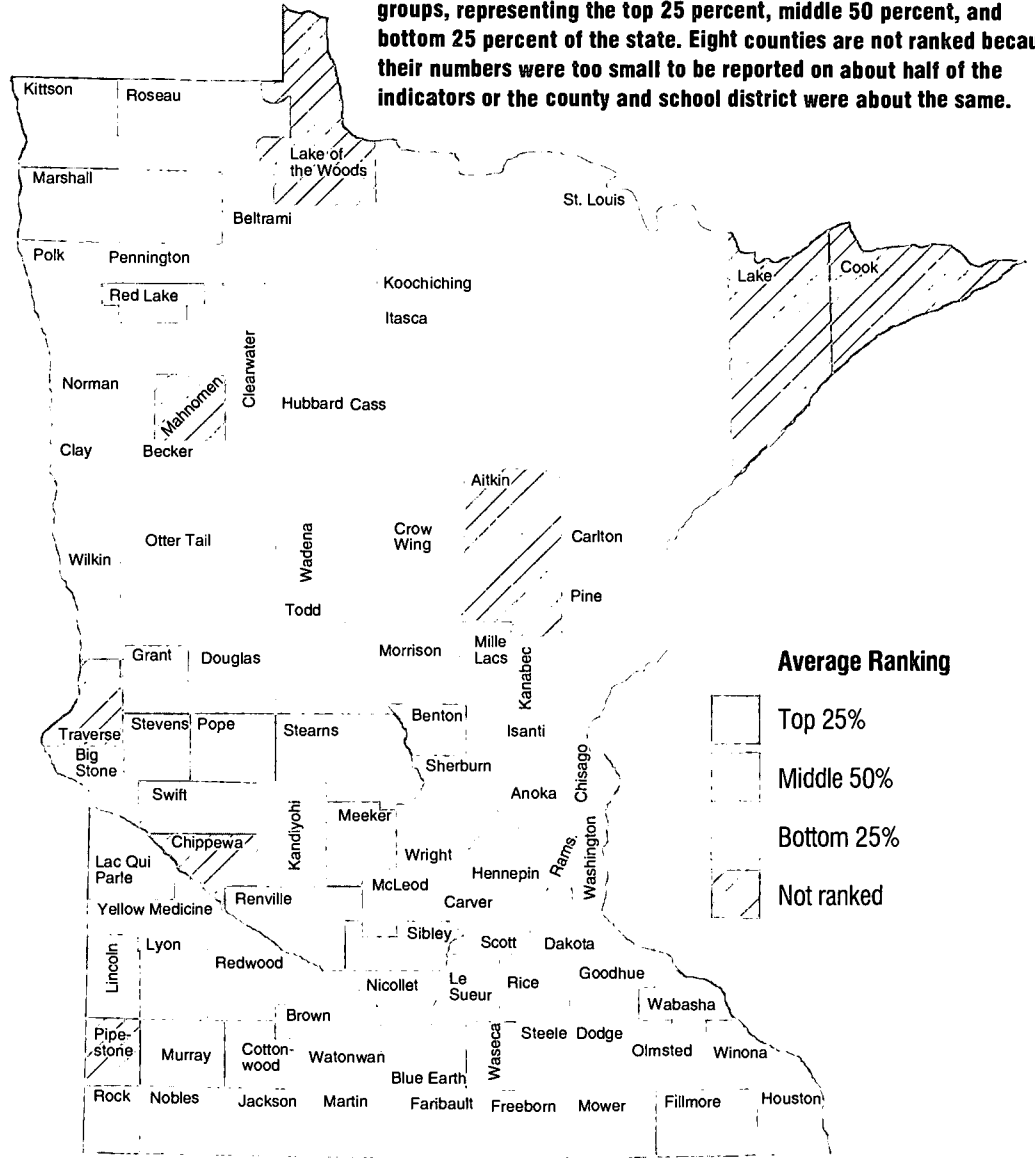 groups, representing the top 25 percent, middle 50 percent, and
bottom 25 percent of the state. Eight counties are not ranked becau
their numbers were too small to be reported on about half of the
indicators or the county and school district were about the same.
Kittson
Roseau
Lake of
the Woods
Marshall
St. Louis
Beltrami
Polk
Pennington
Koochiching
Lake
Cook
Red Lake
Itasca
Clearwater
Norman
Mahnomen
Hubbard
Cass
Clay
Becker
Aitkin
Otter Tail
Wilkin
Wadena
Crow
Wing
Carlton
Todd
Pine
Grant
Douglas
Morrison
Mille
Lacs
Kanabec
Average Ranking
Top 25%
Middle 50%
Bottom 25%
Not ranked
Traverse
Stevens
Pope
Stearns
Benton
Isanti
Big
Stone
Sherburn
Chisago
Swift
Anoka
Kandiyohi
Meeker
Chippewa
Wright
Rams.
Washington
Lac Qui
Parle
Hennepin
McLeod
Renville
Carver
Yellow Medicine
Sibley
Scott
Dakota
Lincoln
Lyon
Redwood
Nicollet
Le
Sueur
Rice
Goodhue
Wabasha
Brown
Pipe-
stone
Murray
Cotton-
wood
Watonwan
Blue Earth
Waseca
Steele
Dodge
Olmsted
Winona
Rock
Nobles
Jackson
Martin
Faribault
Freeborn
Mower
Fillmore
Houston